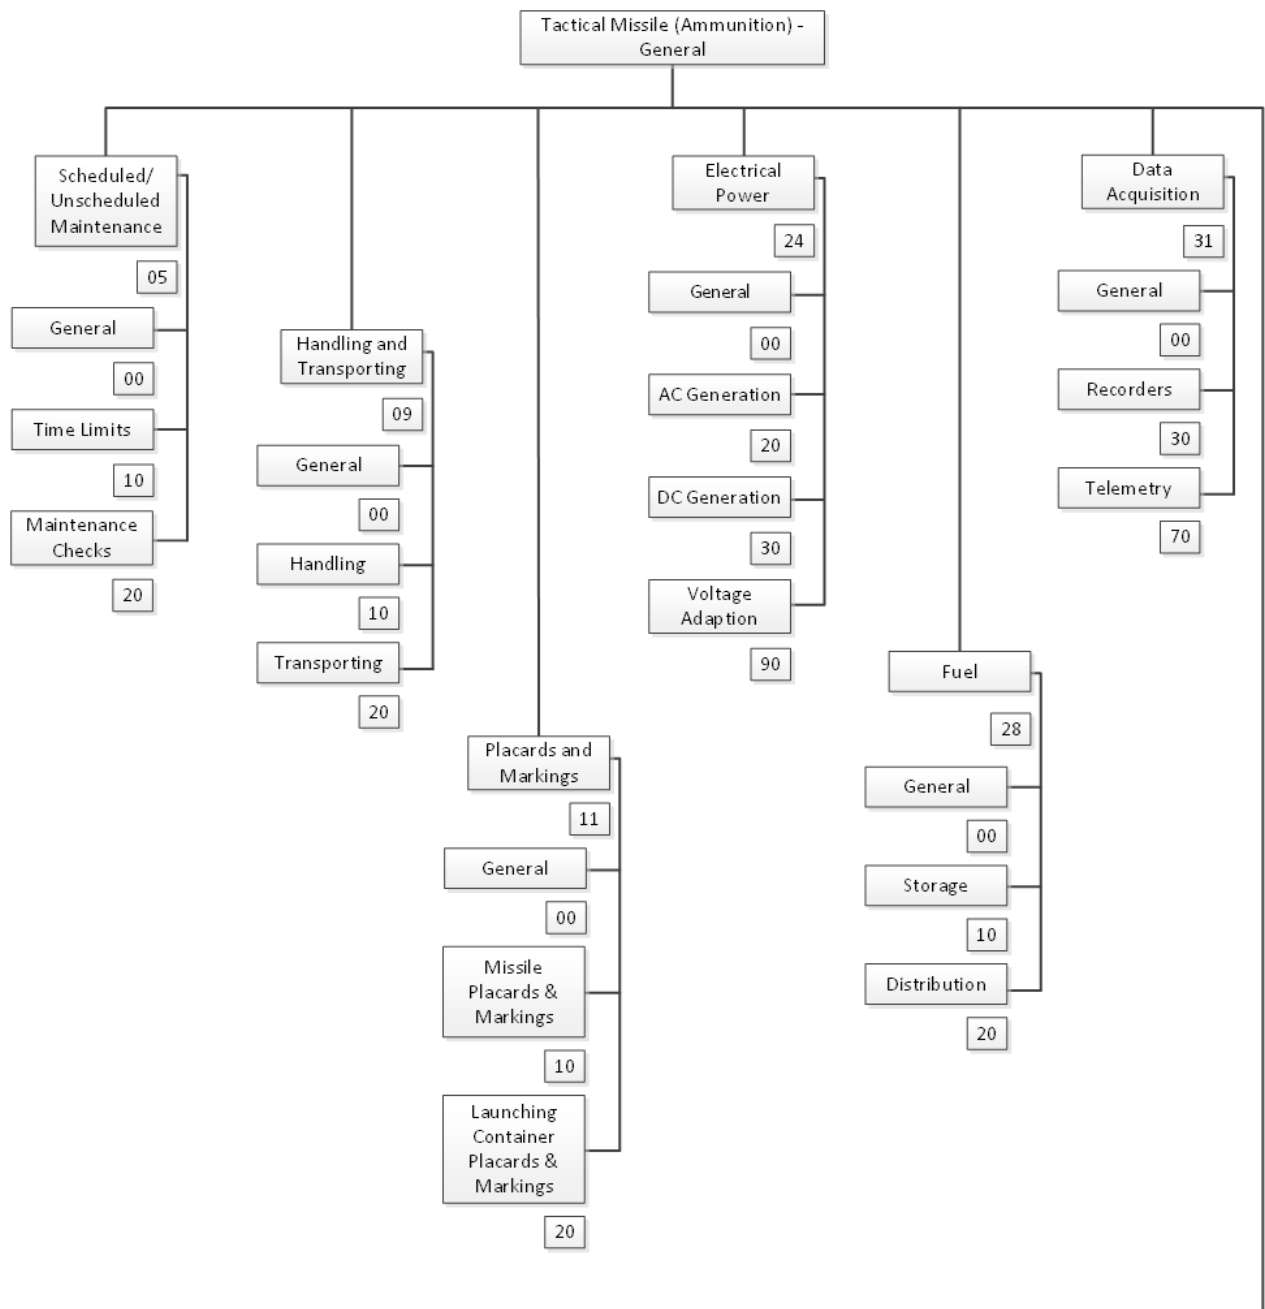 Tactical Missile (Ammunition) -
General
Scheduled/
Unscheduled
Maintenance
05
General
00
Time Limits
10
Maintenance
Checks
20
Handling and
Transporting
09
General
00
Handling
10
Transporting
20
Placards and
Markings
11
General
00
Missile
Placards &
Markings
10
Launching
Container
Placards &
Markings
20
Electrical
Power
24
General
00
AC Generation
20
DC Generation
30
Voltage
Adaption
90
Fuel
28
General
00
Storage
10
Distribution
20
Data
Acquisition
31
General
00
Recorders
30
Telemetry
70